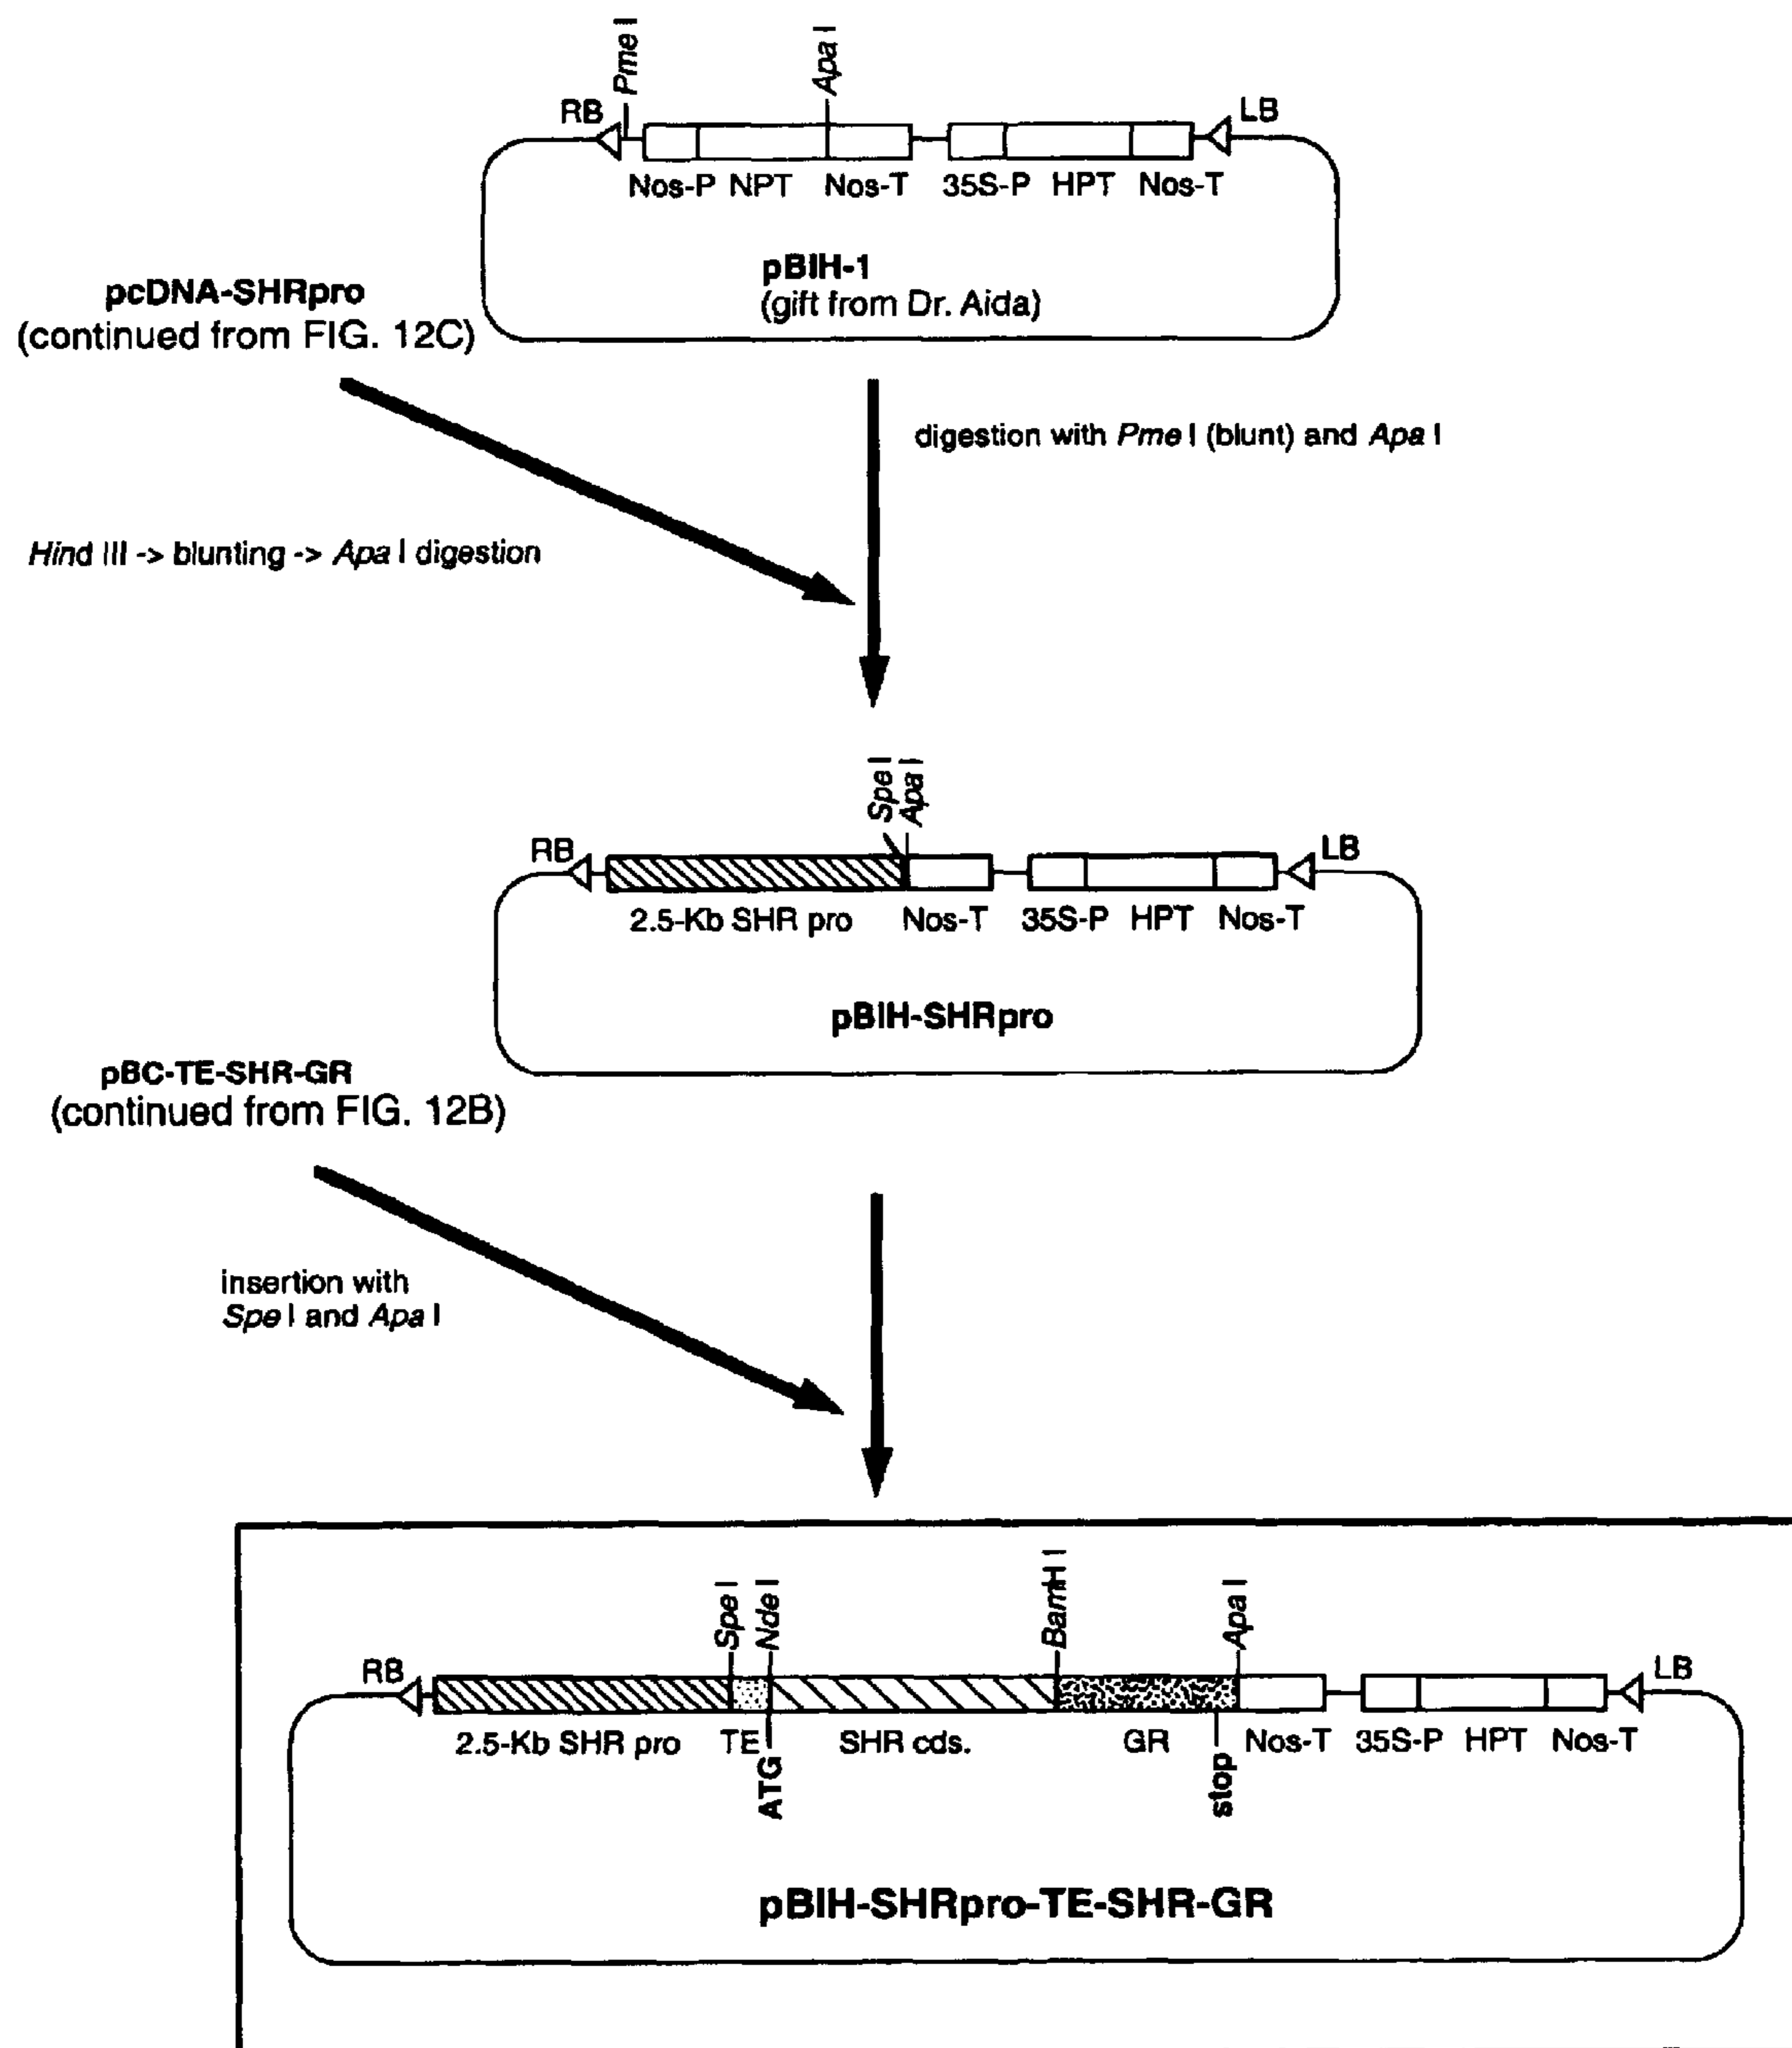 Pme I
Apa I
RB
LB
Nos-P NPT Nos-T 35S-P HPT Nos-T
pBIH-1
(gift from Dr. Aida)
pcDNA-SHRpro
(continued from FIG. 12C)
digestion with Pme I (blunt) and Apa I
Hind III -> blunting -> Apa I digestion
Spe I
Apa I
RB
LB
2.5-Kb SHR pro Nos-T 35S-P HPT Nos-T
pBIH-SHRpro
pBC-TE-SHR-GR
(continued from FIG. 12B)
insertion with
Spe I and Apa I
Spe I
Nde I
BamH I
Apa I
RB
LB
2.5-Kb SHR pro TE SHR cds. GR Nos-T 35S-P HPT Nos-T
ATG
stop
pBIH-SHRpro-TE-SHR-GR